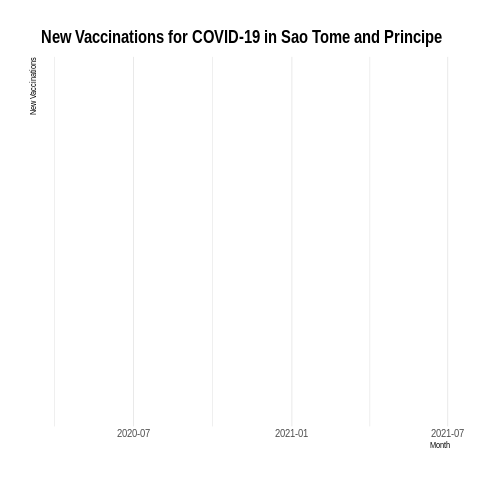 New Vaccinations for COVID-19 in Sao Tome and Principe
New Vaccinations
2020-07
2021-01
2021-07
Month